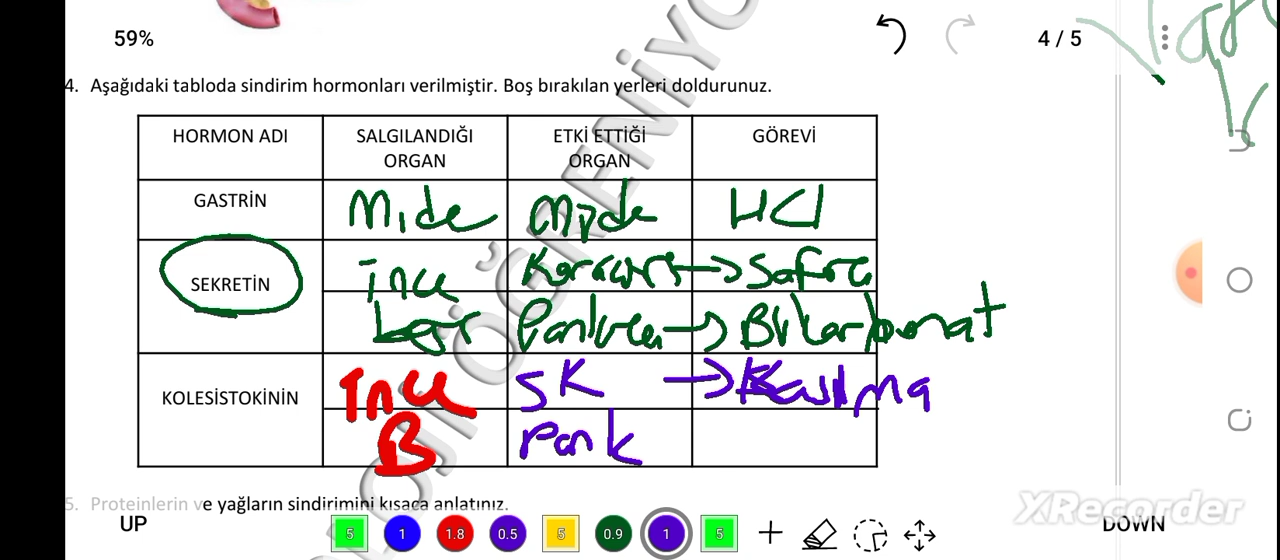 59%
4 / 5
4. Aşağıdaki tabloda sindirim hormonları verilmiştir. Boş bırakılan yerleri doldurunuz.
HORMON ADI
SALGILANDIĞI ORGAN
ETKİ ETTİĞİ ORGAN
GÖREVİ
GASTRİN
Mide
Mide
HCl
SEKRETİN
ince
bağır
→ Safra
→ Bikarbonat
KOLESİSTOKİNİN
İnce
B
SK
→ Kasılma
Pank
5. Proteinlerin ve yağların sindirimini kısaca anlatınız.
UP
5 1 1.8 0.5 5 0.9 1 5
XRecorder
DOWN